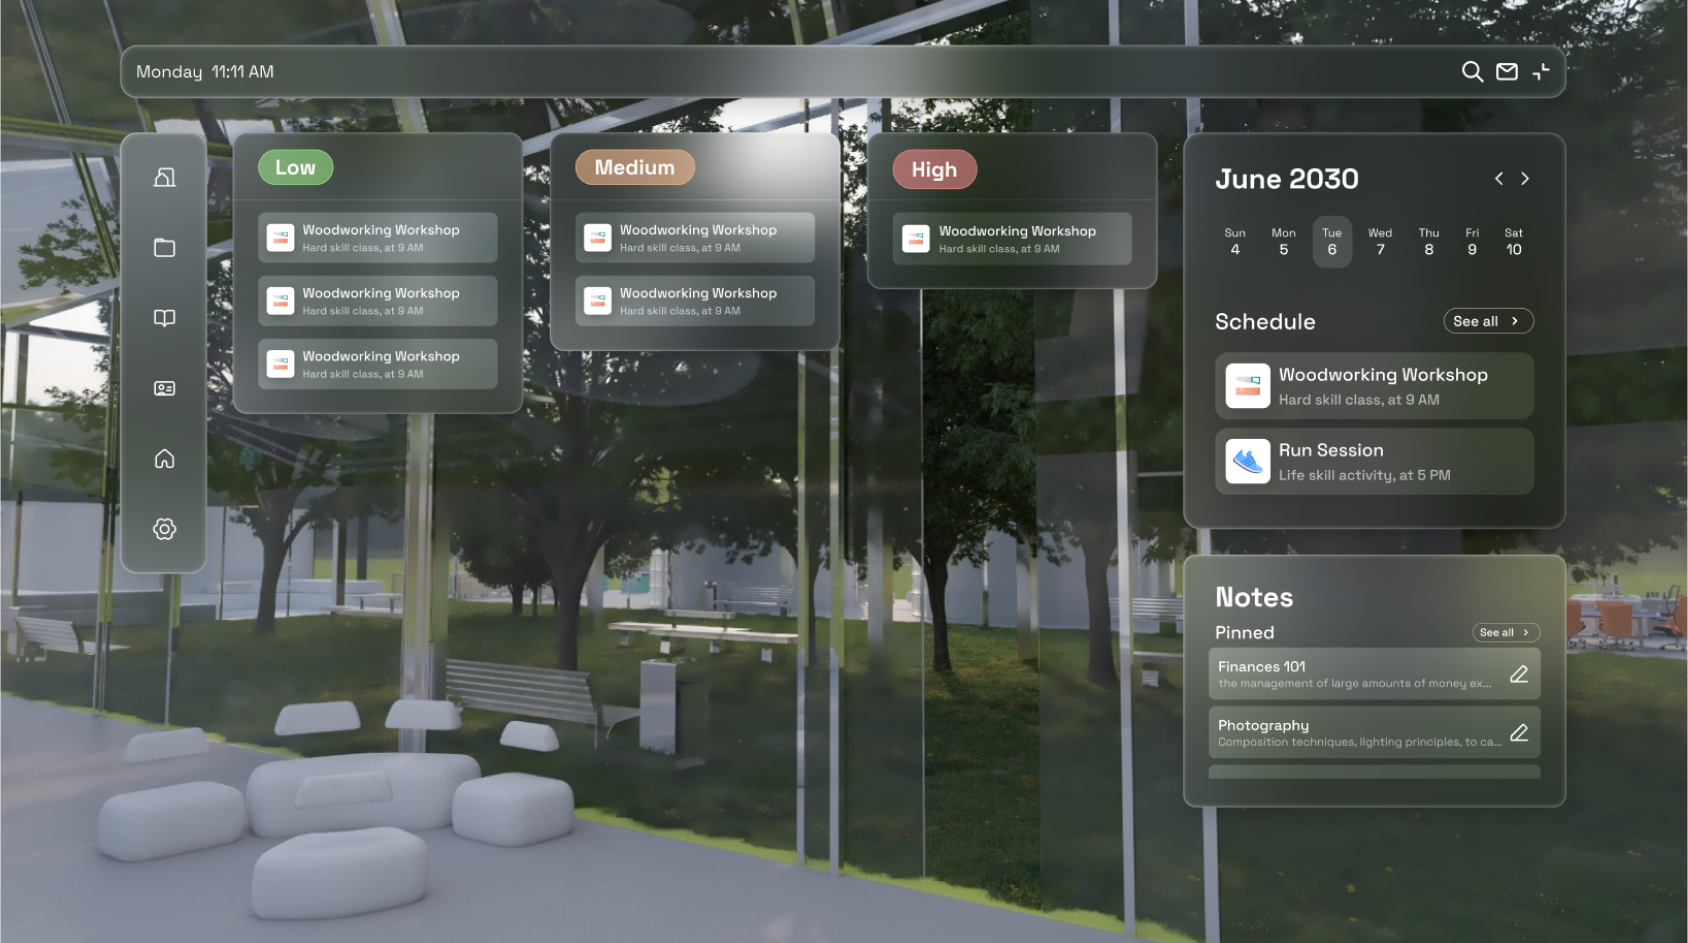 Monday 11:11 AM
Low
Woodworking Workshop
Hard skill class, at 9 AM
Woodworking Workshop
Hard skill class, at 9 AM
Woodworking Workshop
Hard skill class, at 9 AM
Medium
Woodworking Workshop
Hard skill class, at 9 AM
Woodworking Workshop
Hard skill class, at 9 AM
High
Woodworking Workshop
Hard skill class, at 9 AM
June 2030
Sun Mon Tue Wed Thu Fri Sat
4 5 6 7 8 9 10
Schedule See all
Woodworking Workshop
Hard skill class, at 9 AM
Run Session
Life skill activity, at 5 PM
Notes
Pinned See all
Finances 101
the management of large amounts of money ex...
Photography
Composition techniques, lighting principles, to ca...